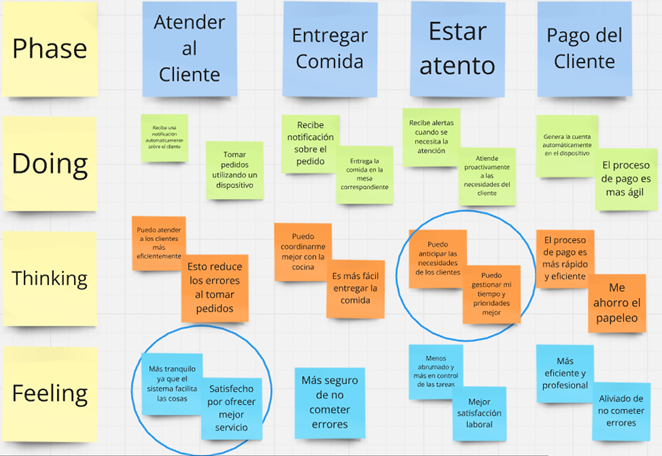 Phase
Atender
al
Cliente
Entregar
Comida
Estar
atento
Pago del
Cliente
Doing
Recibe una
notificación
automáticamente
sobre el cliente
Tomar
pedidos
utilizando un
dispositivo
Recibe
notificación
sobre el
pedido
Entrega la
comida en la
mesa
correspondiente
Recibe alertas
cuando se
necesita la
atención
Atiende
proactivamente
a las
necesidades del
cliente
Genera la cuenta
automáticamente
en el dispositivo
El proceso
de pago es
mas ágil
Thinking
Puedo atender
a los clientes
más
eficientemente
Esto reduce
los errores
al tomar
pedidos
Puedo
coordinarme
mejor con la
cocina
Es más fácil
entregar la
comida
Puedo
anticipar las
necesidades
de los clientes
Puedo
gestionar mi
tiempo y
prioridades
mejor
El proceso
de pago es
más rápido
y eficiente
Me
ahorro el
papeleo
Feeling
Más tranquilo
ya que el
sistema facilita
las cosas
Satisfecho
por ofrecer
mejor
servicio
Más seguro
de no
cometer
errores
Menos
abrumado y
más en control
de las tareas
Mejor
satisfacción
laboral
Más
eficiente y
profesional
Aliviado de
no cometer
errores